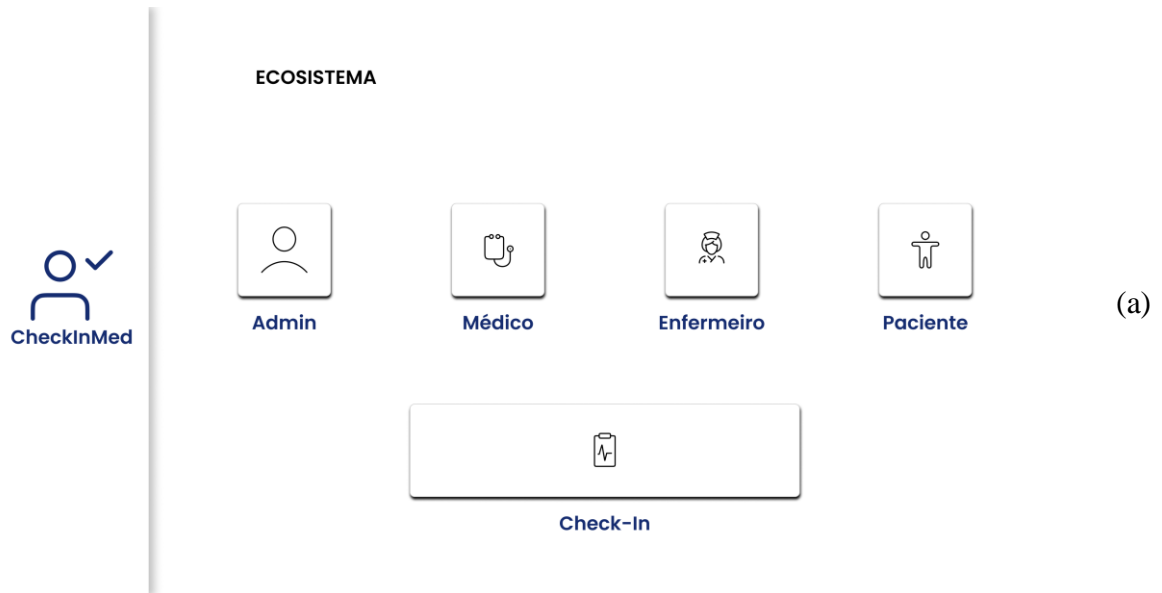 ECOSISTEMA
CheckInMed
Admin
Médico
Enfermeiro
Paciente
(a)
Check-In